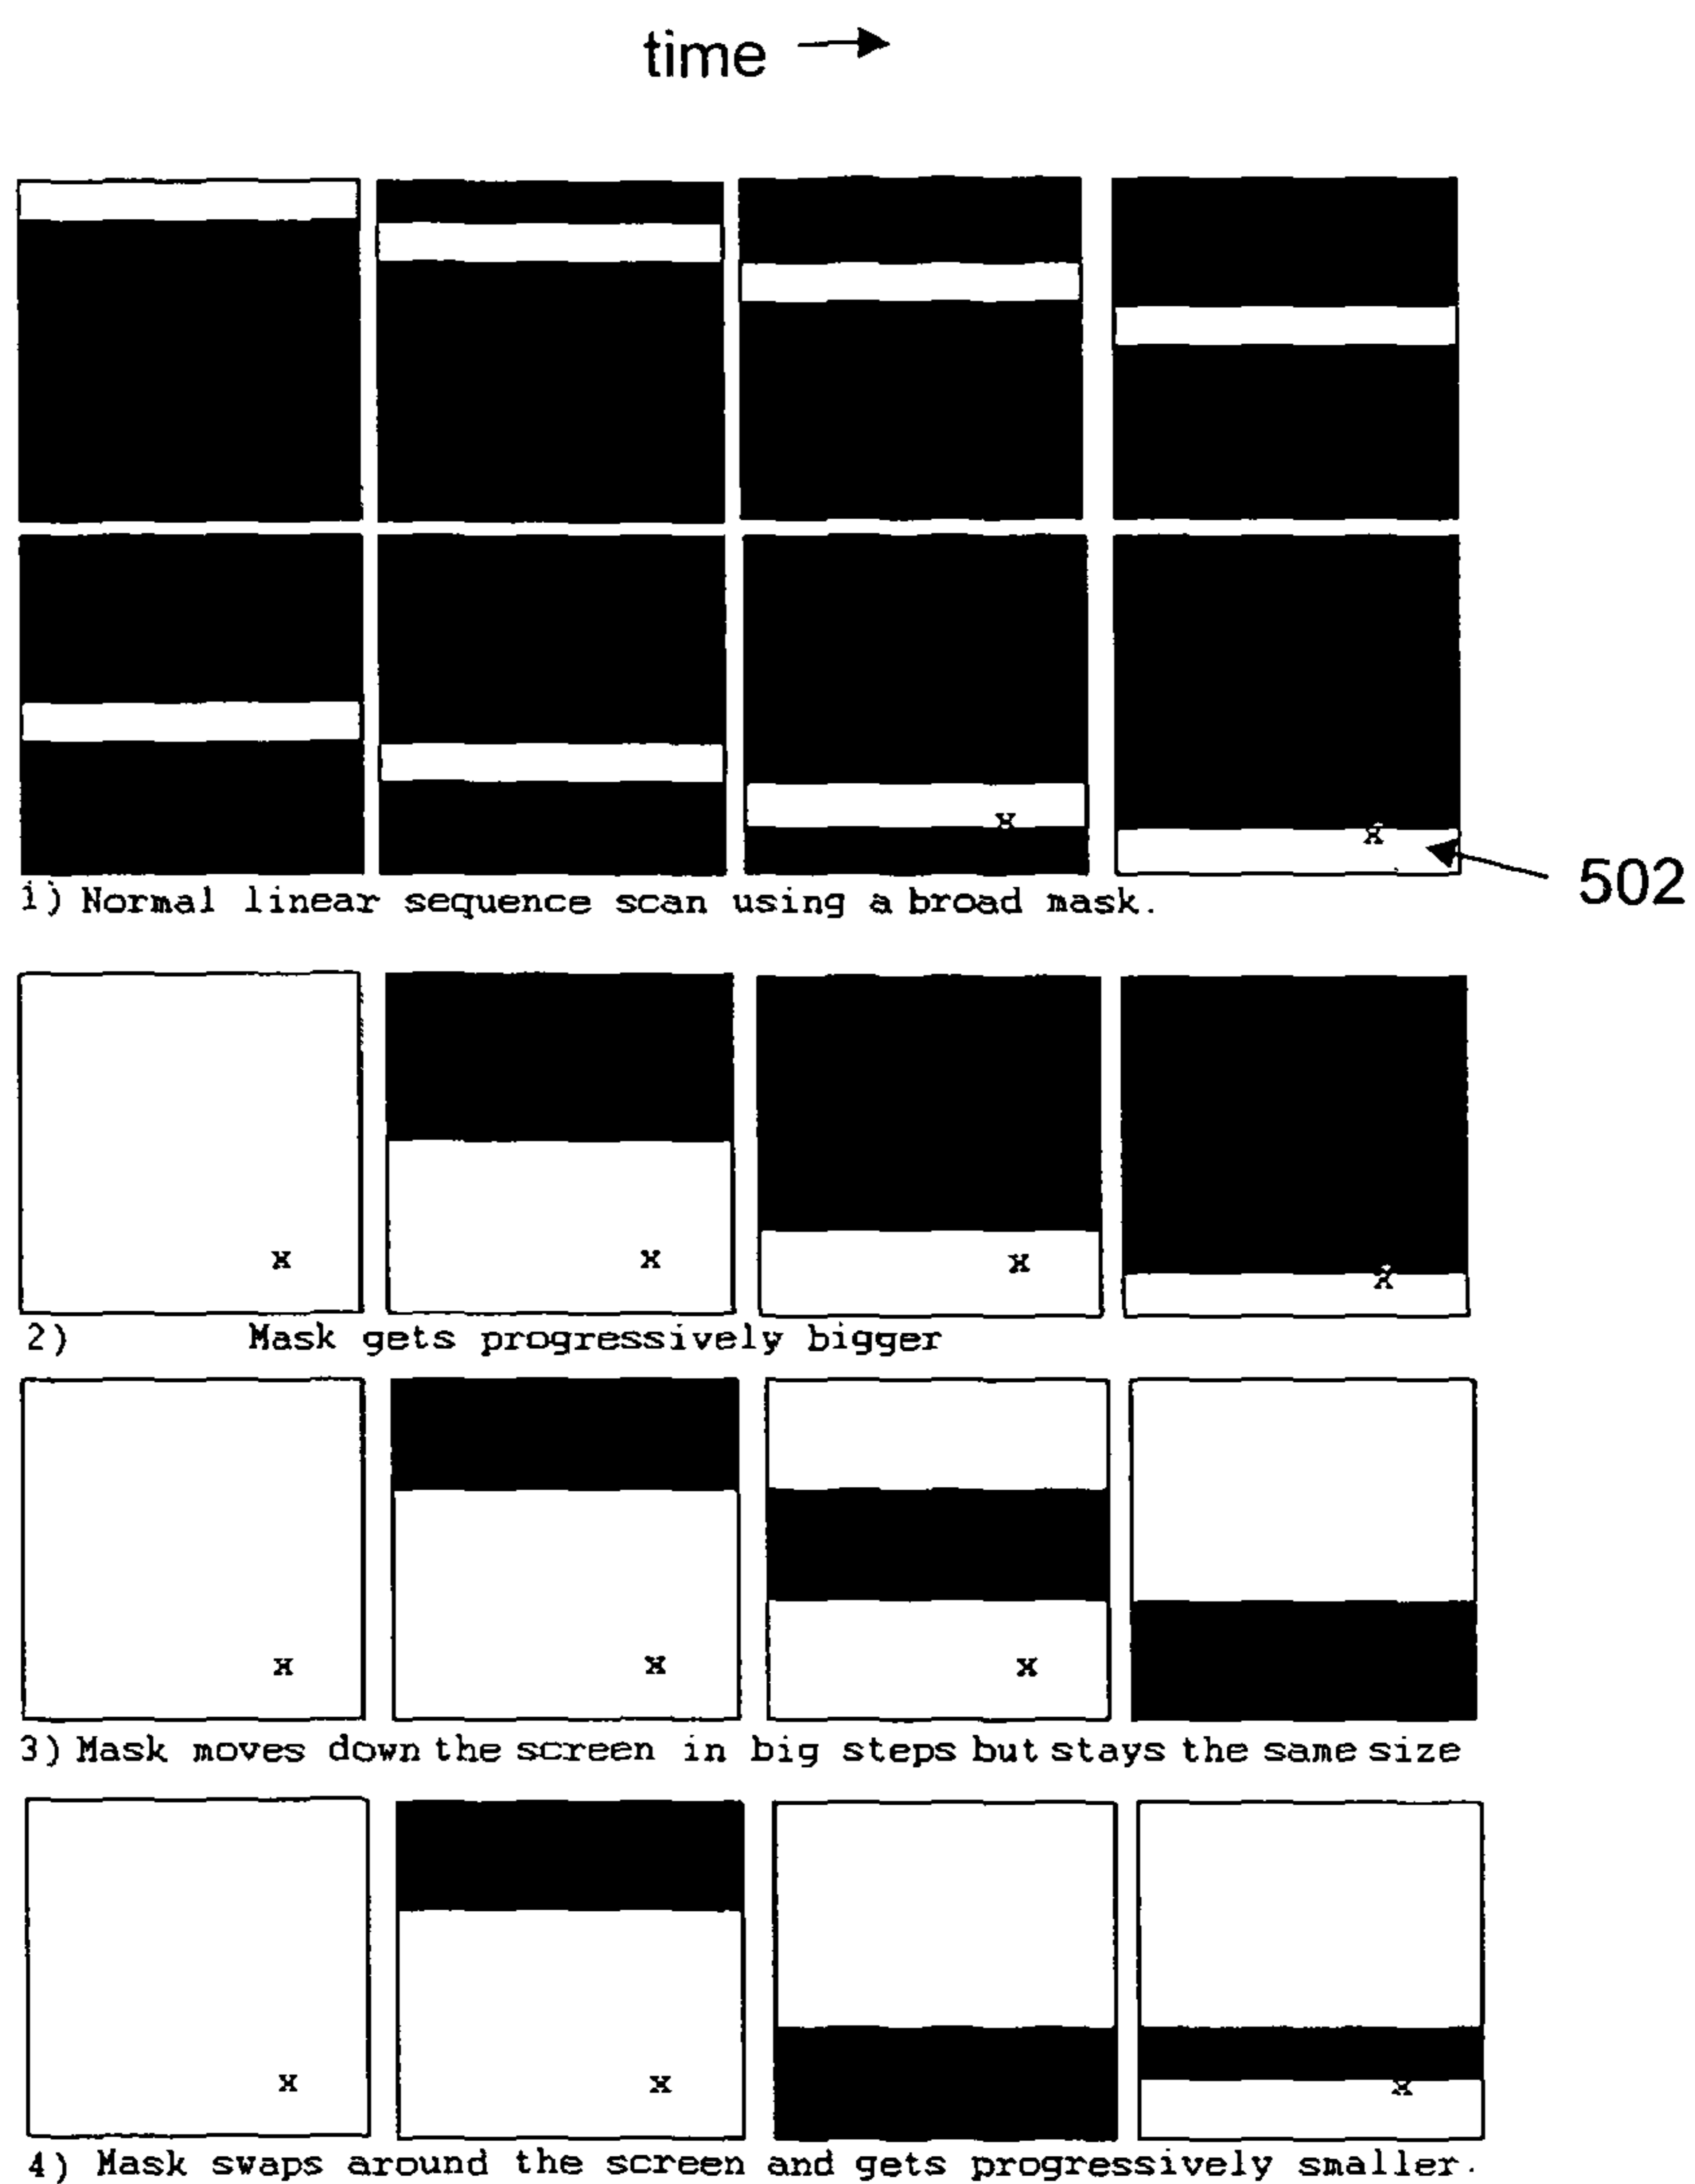 time
x x
1) Normal linear sequence scan using a broad mask.
502
x x x x
2) Mask gets progressively bigger
x x x
3) Mask moves down the screen in big steps but stays the same size
x x x
4) Mask swaps around the screen and gets progressively smaller.